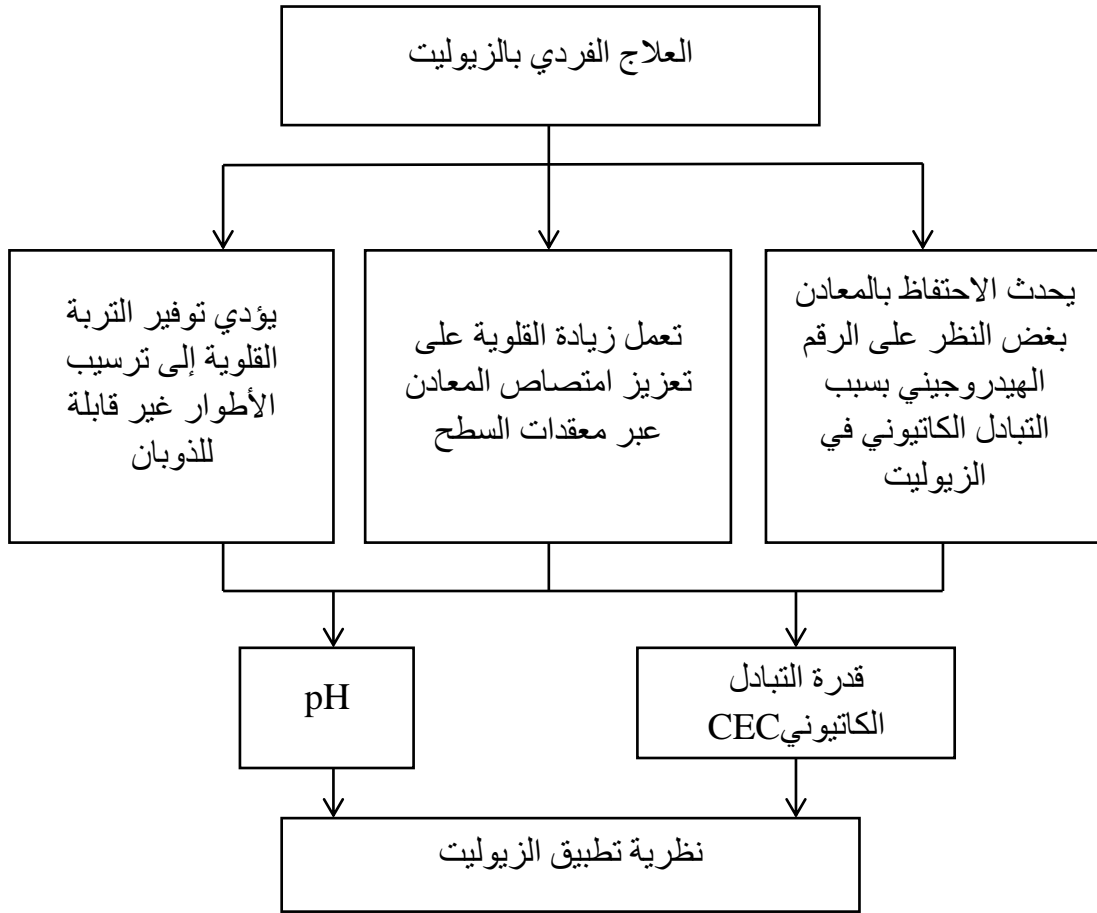 العلاج الفردي بالزيوليت
يحدث الاحتفاظ بالمعادن
بغض النظر على الرقم
الهيدروجيني بسبب
التبادل الكاتيوني في
الزيوليت
تعمل زيادة القلوية على
تعزيز امتصاص المعادن
عبر معقدات السطح
يؤدي توفير التربة
القلوية إلى ترسيب
الأطوار غير قابلة
للذوبان
قدرة التبادل
الكاتيونيCEC
pH
نظرية تطبيق الزيوليت